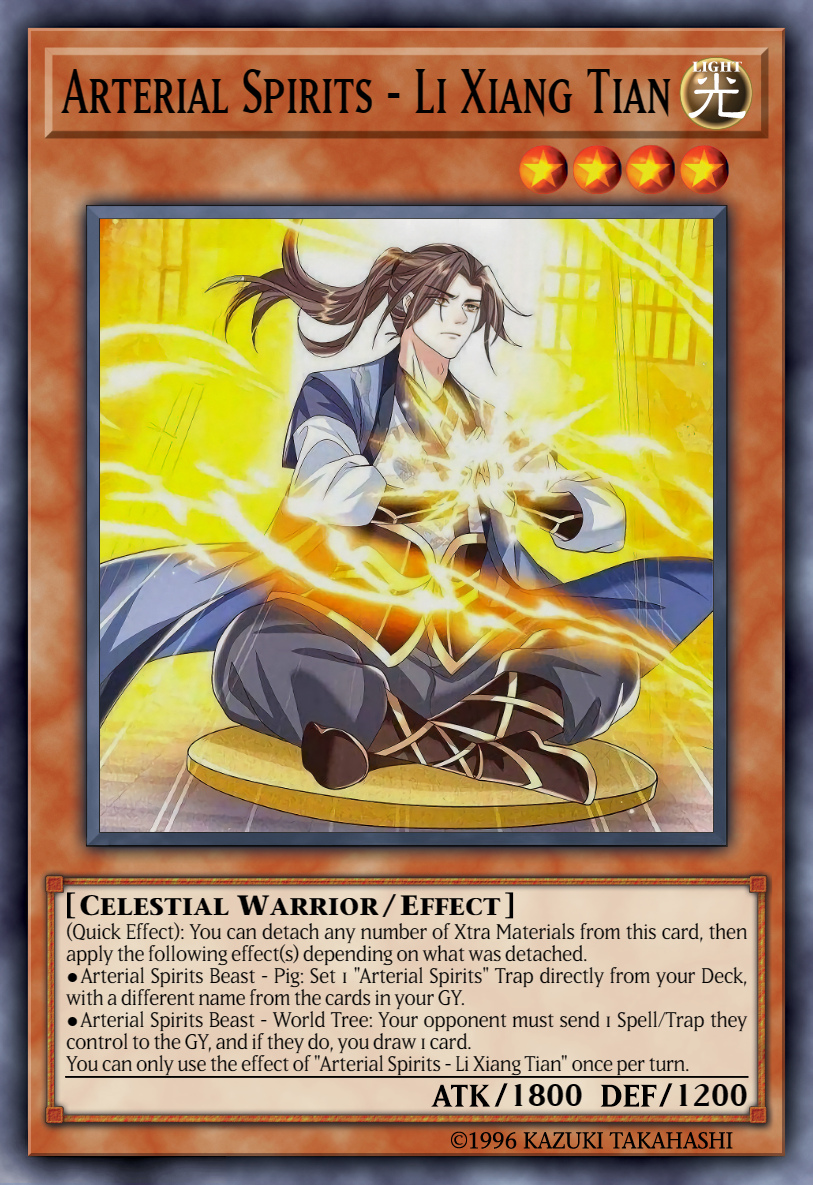 Arterial Spirits - Li Xiang Tian
LIGHT
光
[Celestial Warrior/Effect]
(Quick Effect): You can detach any number of Xtra Materials from this card, then
apply the following effect(s) depending on what was detached.
●Arterial Spirits Beast - Pig: Set 1 "Arterial Spirits" Trap directly from your Deck,
with a different name from the cards in your GY.
●Arterial Spirits Beast - World Tree: Your opponent must send 1 Spell/Trap they
control to the GY, and if they do, you draw 1 card.
You can only use the effect of "Arterial Spirits - Li Xiang Tian" once per turn.
ATK/1800 DEF/1200
©1996 KAZUKI TAKAHASHI